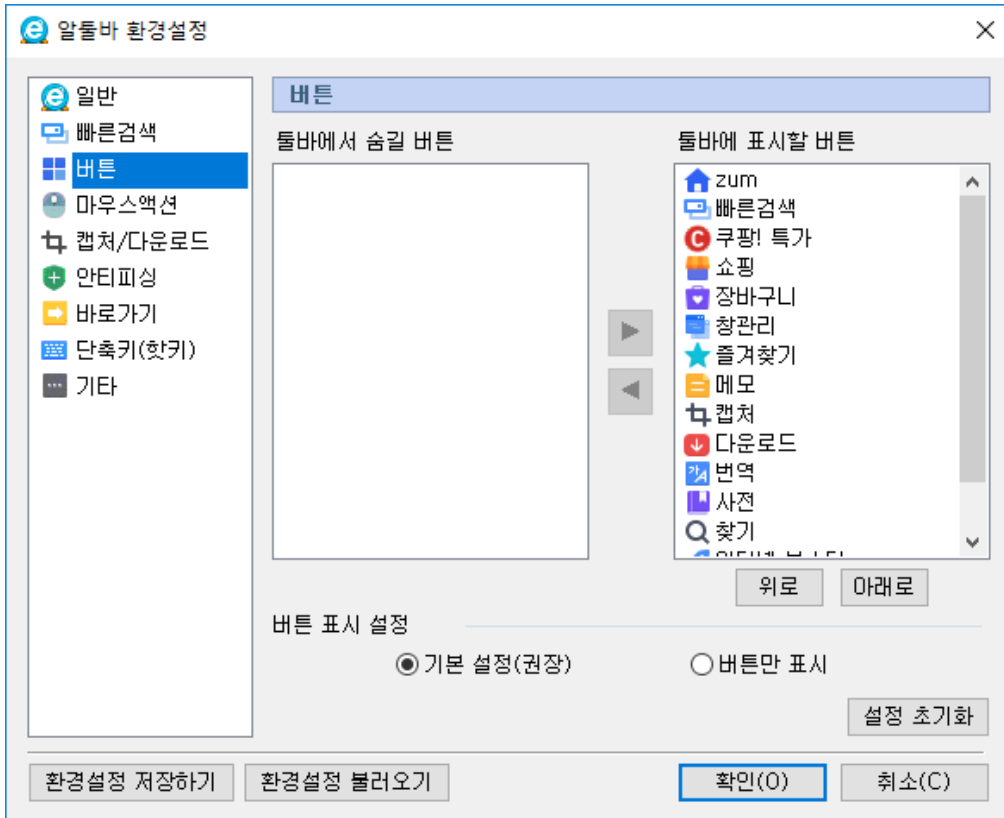 알툴바 환경설정
일반
빠른검색
버튼
마우스액션
캡처/다운로드
안티피싱
바로가기
단축키(핫키)
기타
버튼
툴바에서 숨길 버튼
툴바에 표시할 버튼
zum
빠른검색
쿠팡! 특가
쇼핑
장바구니
창관리
즐겨찾기
메모
캡처
다운로드
번역
사전
찾기
위로
아래로
버튼 표시 설정
기본 설정(권장)
버튼만 표시
설정 초기화
환경설정 저장하기
환경설정 불러오기
확인(O)
취소(C)